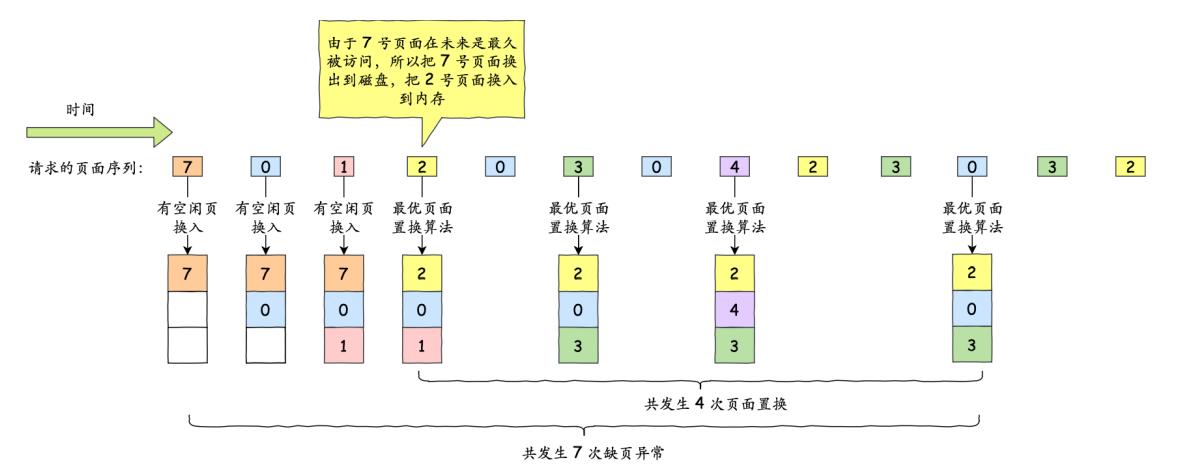 由于 7 号页面在未来是最久
被访问，所以把 7 号页面换
出到磁盘，把 2 号页面换入
到内存
时间
请求的页面序列: 7 0 1 2 0 3 0 4 2 3 0 3 2
有空闲页 有空闲页 有空闲页 最优页面 最优页面 最优页面 最优页面
换入 换入 换入 置换算法 置换算法 置换算法 置换算法
7 7 7 2 2 2 2
0 0 0 0 4 0
1 1 3 3 3
共发生 4 次页面置换
共发生 7 次缺页异常